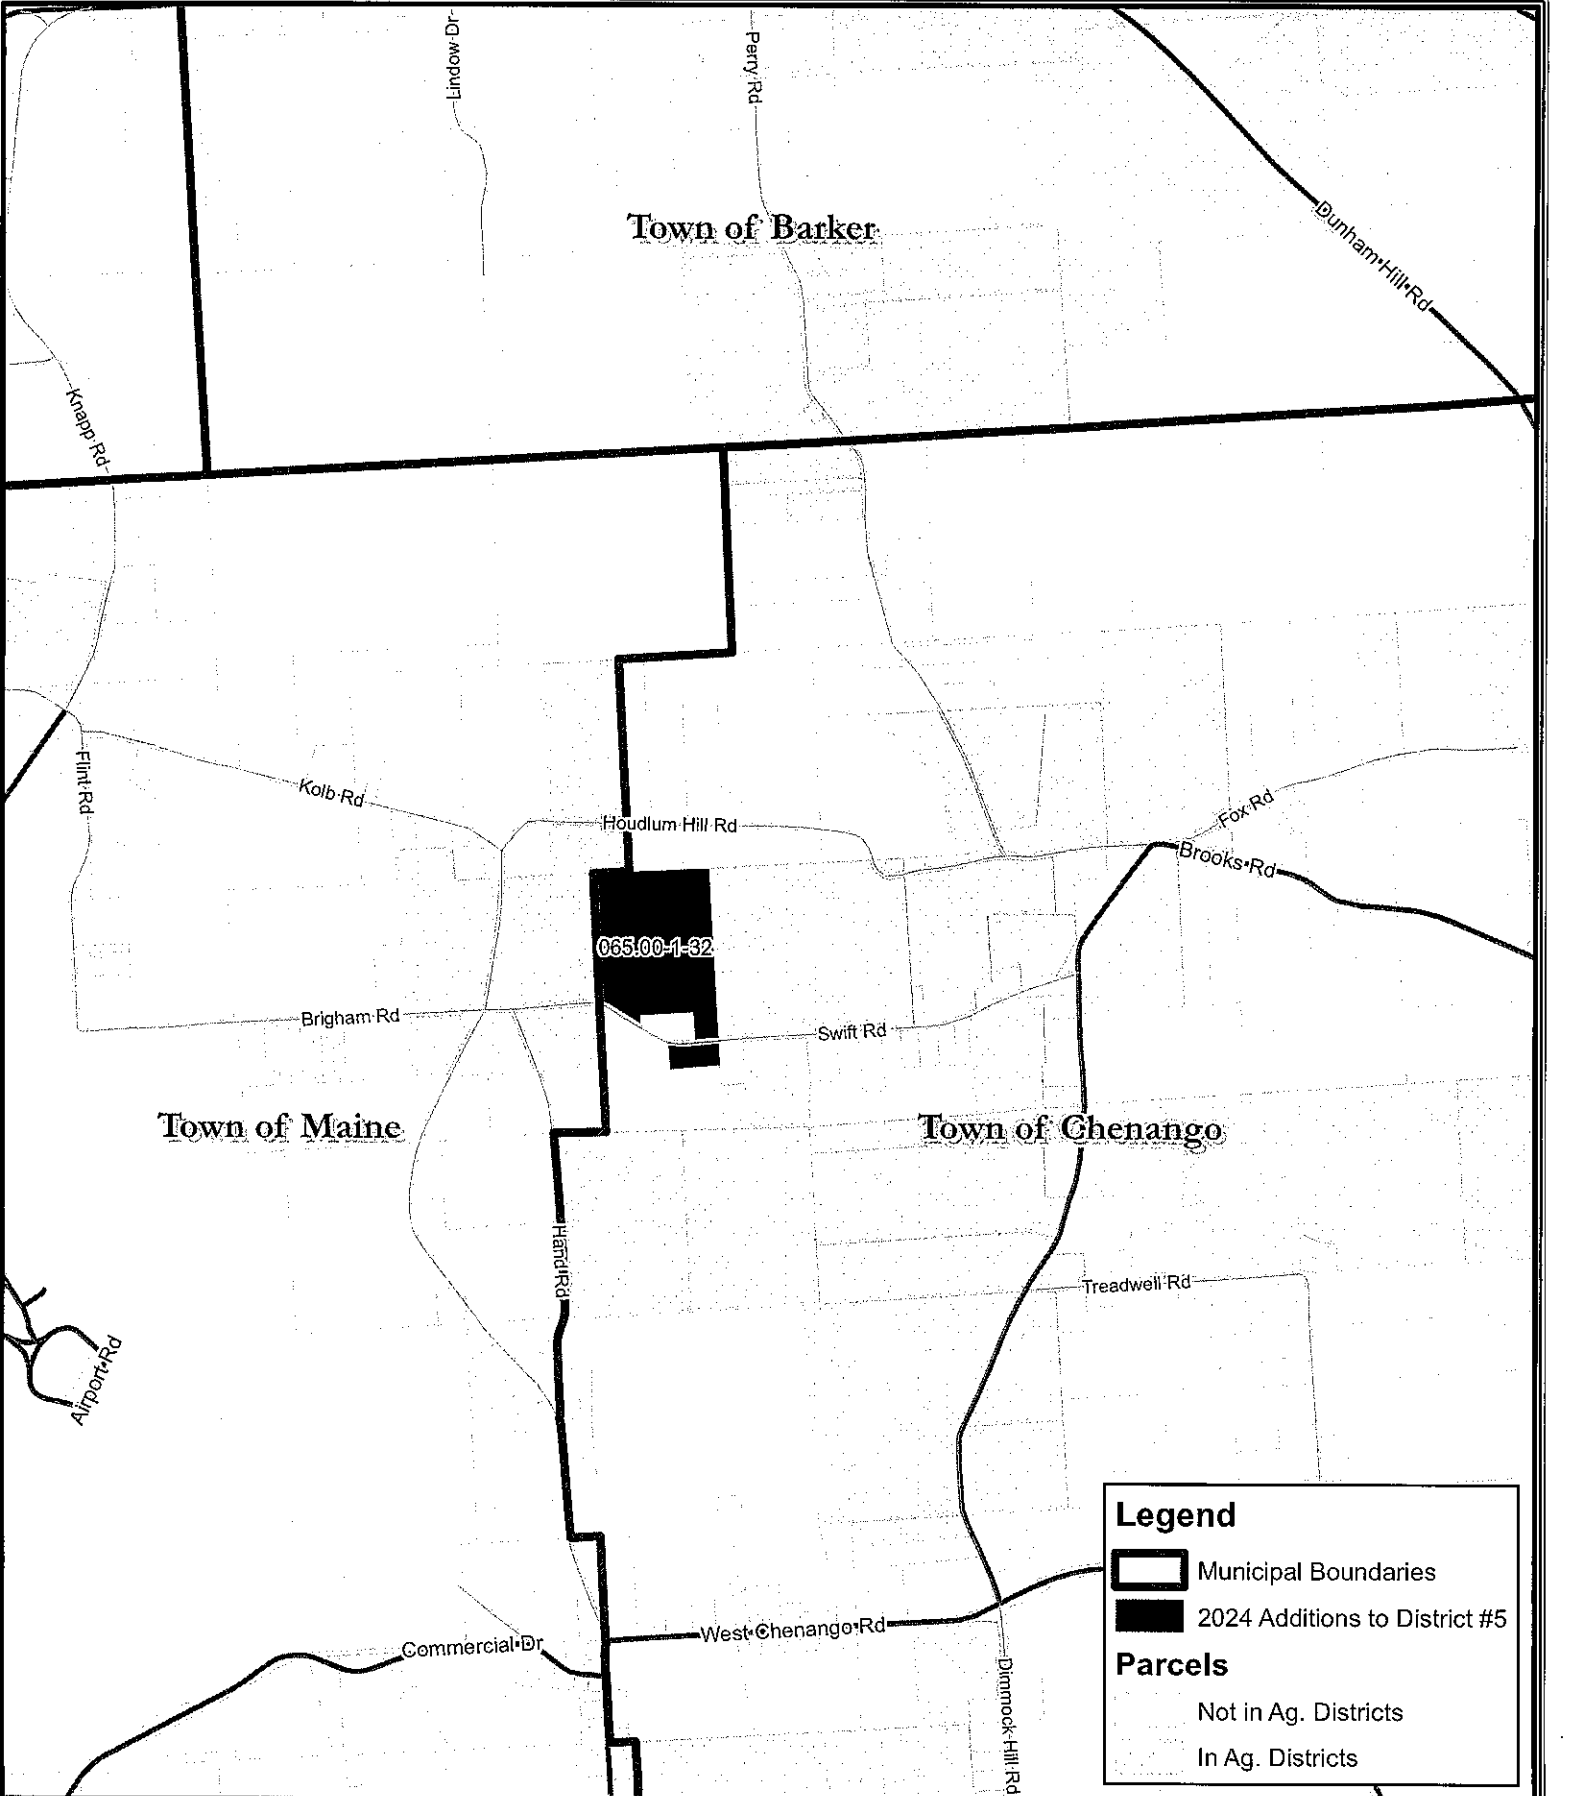 Lindow Dr
Perry Rd
Town of Barker
Dunham Hill Rd
Knapp Rd
Flint Rd
Kolb Rd
Houdlum Hill Rd
Fox Rd
Brooks Rd
065.00-1-32
Brigham Rd
Swift Rd
Town of Maine
Town of Chenango
Hand Rd
Treadwell Rd
Airport Rd
West Chenango Rd
Commercial Dr
Dimmock Hill Rd
Legend
Municipal Boundaries
2024 Additions to District #5
Parcels
Not in Ag. Districts
In Ag. Districts